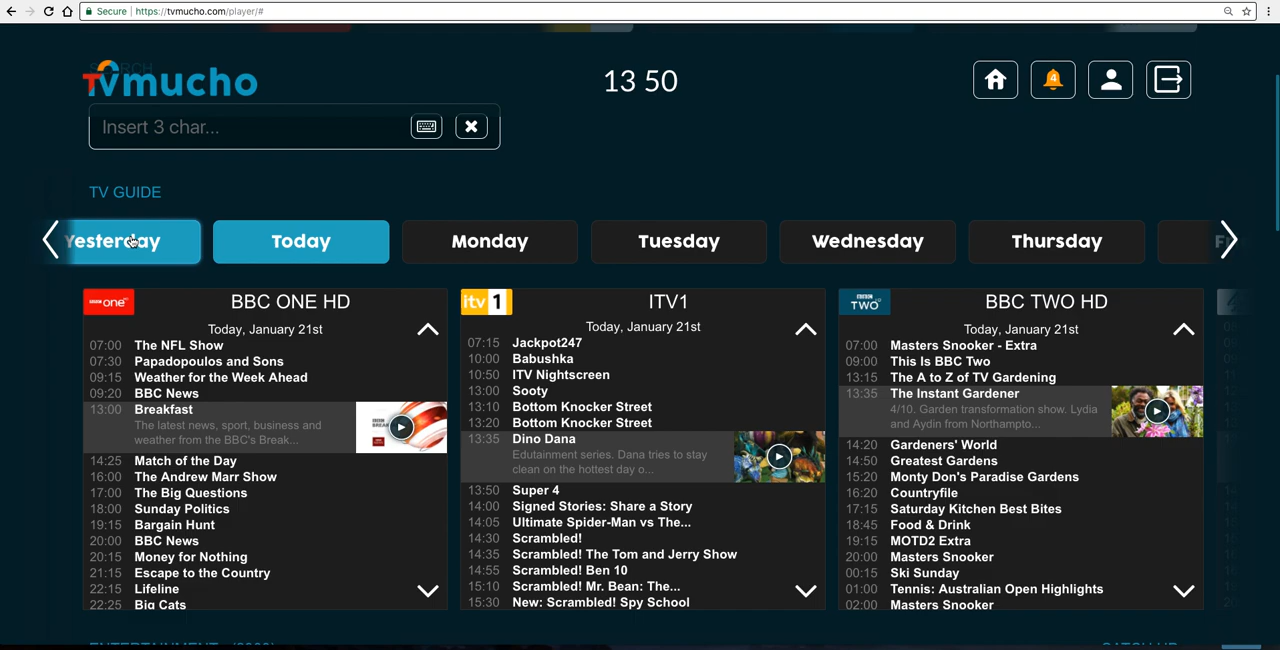 Secure | https://tvmucho.com/player/#
SEARCH
TVmucho
13 50
4
Insert 3 char...
TV GUIDE
Yesterday
Today
Monday
Tuesday
Wednesday
Thursday
BBC one HD
BBC ONE HD
Today, January 21st
07:00 The NFL Show
07:30 Papadopoulos and Sons
09:15 Weather for the Week Ahead
09:20 BBC News
13:00 Breakfast
The latest news, sport, business and
weather from the BBC's Break...
14:25 Match of the Day
16:00 The Andrew Marr Show
17:00 The Big Questions
18:00 Sunday Politics
19:15 Bargain Hunt
20:00 BBC News
20:15 Money for Nothing
21:15 Escape to the Country
22:15 Lifeline
22:25 Big Cats
itv 1
ITV1
Today, January 21st
07:15 Jackpot247
10:00 Babushka
10:50 ITV Nightscreen
13:00 Sooty
13:10 Bottom Knocker Street
13:20 Bottom Knocker Street
13:35 Dino Dana
Edutainment series. Dana tries to stay
clean on the hottest day o...
13:50 Super 4
14:00 Signed Stories: Share a Story
14:05 Ultimate Spider-Man vs The...
14:30 Scrambled!
14:35 Scrambled! The Tom and Jerry Show
14:55 Scrambled! Ben 10
15:10 Scrambled! Mr. Bean: The...
15:30 New: Scrambled! Spy School
TWO
BBC TWO HD
Today, January 21st
07:00 Masters Snooker - Extra
09:00 This Is BBC Two
13:15 The A to Z of TV Gardening
13:35 The Instant Gardener
4/10. Garden transformation show. Lydia
and Aydin from Northampto...
14:20 Gardeners' World
14:50 Greatest Gardens
15:20 Monty Don's Paradise Gardens
16:20 Countryfile
17:15 Saturday Kitchen Best Bites
18:45 Food & Drink
19:15 MOTD2 Extra
20:00 Masters Snooker
00:15 Ski Sunday
01:00 Tennis: Australian Open Highlights
02:00 Masters Snooker